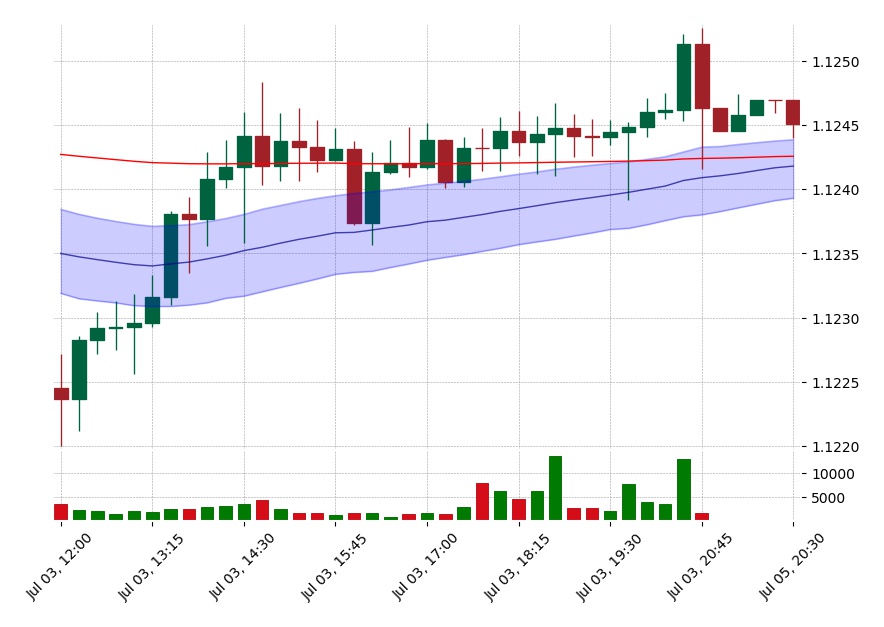 1.1250
1.1245
1.1240
1.1235
1.1230
1.1225
1.1220
10000
5000
Jul 03, 12:00
Jul 03, 13:15
Jul 03, 14:30
Jul 03, 15:45
Jul 03, 17:00
Jul 03, 18:15
Jul 03, 19:30
Jul 03, 20:45
Jul 05, 20:30